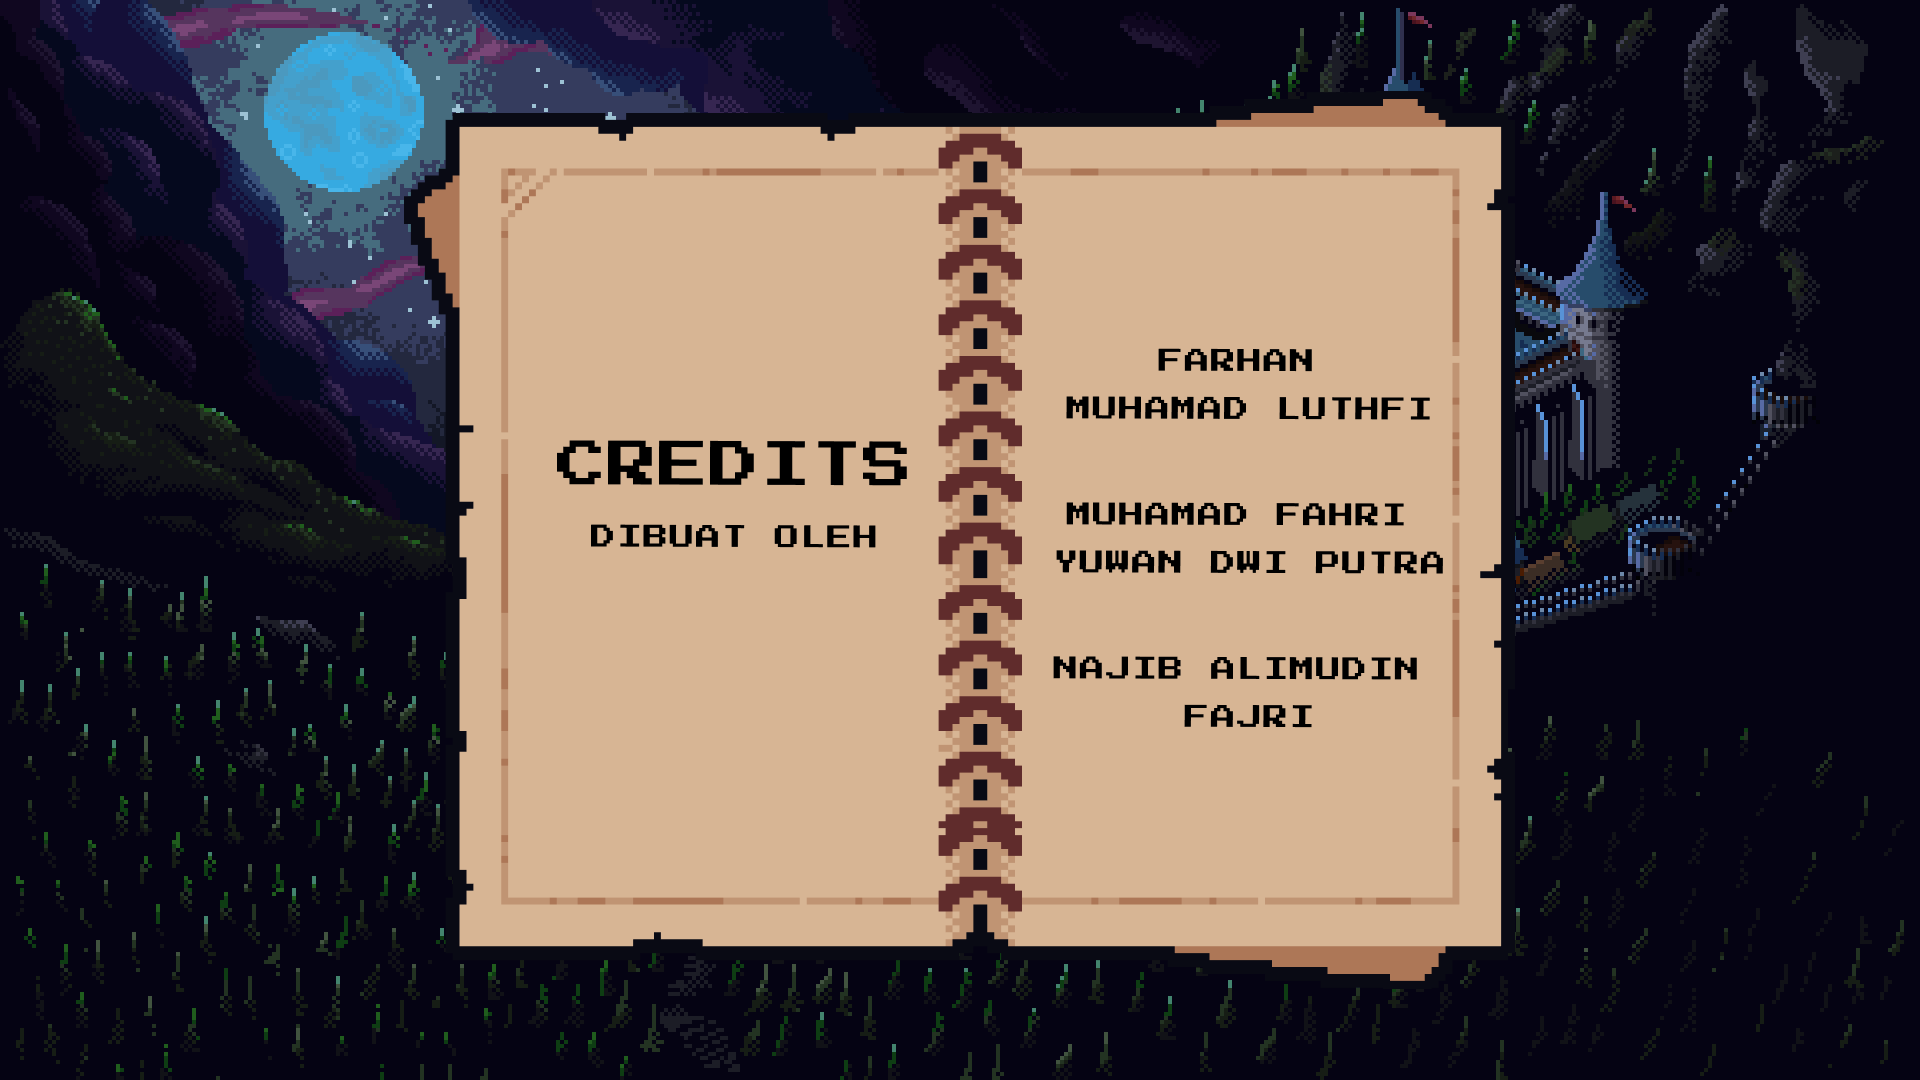 CREDITS
DIBUAT OLEH
FARHAN
MUHAMAD LUTHFI
MUHAMAD FAHRI
YUWAN DWI PUTRA
NAJIB ALIMUDIN
FAJRI